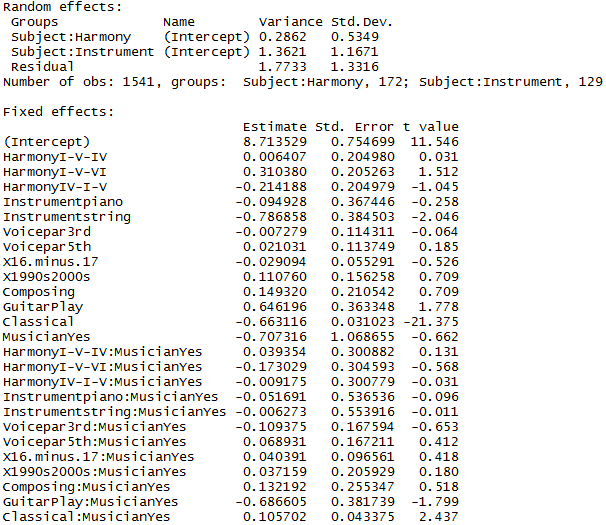 Random effects:
Groups Name Variance Std.Dev.
Subject:Harmony (Intercept) 0.2862 0.5349
Subject:Instrument (Intercept) 1.3621 1.1671
Residual 1.7733 1.3316
Number of obs: 1541, groups: Subject:Harmony, 172; Subject:Instrument, 129
Fixed effects:
Estimate Std. Error t value
(Intercept) 8.713529 0.754699 11.546
HarmonyI-V-IV 0.006407 0.204980 0.031
HarmonyI-V-VI 0.310380 0.205263 1.512
HarmonyIV-I-V -0.214188 0.204979 -1.045
Instrumentpiano -0.094928 0.367446 -0.258
Instrumentstring -0.786858 0.384503 -2.046
Voicepar3rd -0.007279 0.114311 -0.064
Voicepar5th 0.021031 0.113749 0.185
X16.minus.17 -0.029094 0.055291 -0.526
X1990s2000s 0.110760 0.156258 0.709
Composing 0.149320 0.210542 0.709
GuitarPlay 0.646196 0.363348 1.778
Classical -0.663116 0.031023 -21.375
MusicianYes -0.707316 1.068655 -0.662
HarmonyI-V-IV:MusicianYes 0.039354 0.300882 0.131
HarmonyI-V-VI:MusicianYes -0.173029 0.304593 -0.568
HarmonyIV-I-V:MusicianYes -0.009175 0.300779 -0.031
Instrumentpiano:MusicianYes -0.051691 0.536536 -0.096
Instrumentstring:MusicianYes -0.006273 0.553916 -0.011
Voicepar3rd:MusicianYes -0.109375 0.167594 -0.653
Voicepar5th:MusicianYes 0.068931 0.167211 0.412
X16.minus.17:MusicianYes 0.040391 0.096561 0.418
X1990s2000s:MusicianYes 0.037159 0.205929 0.180
Composing:MusicianYes 0.132192 0.255347 0.518
GuitarPlay:MusicianYes -0.686605 0.381739 -1.799
Classical:MusicianYes 0.105702 0.043375 2.437